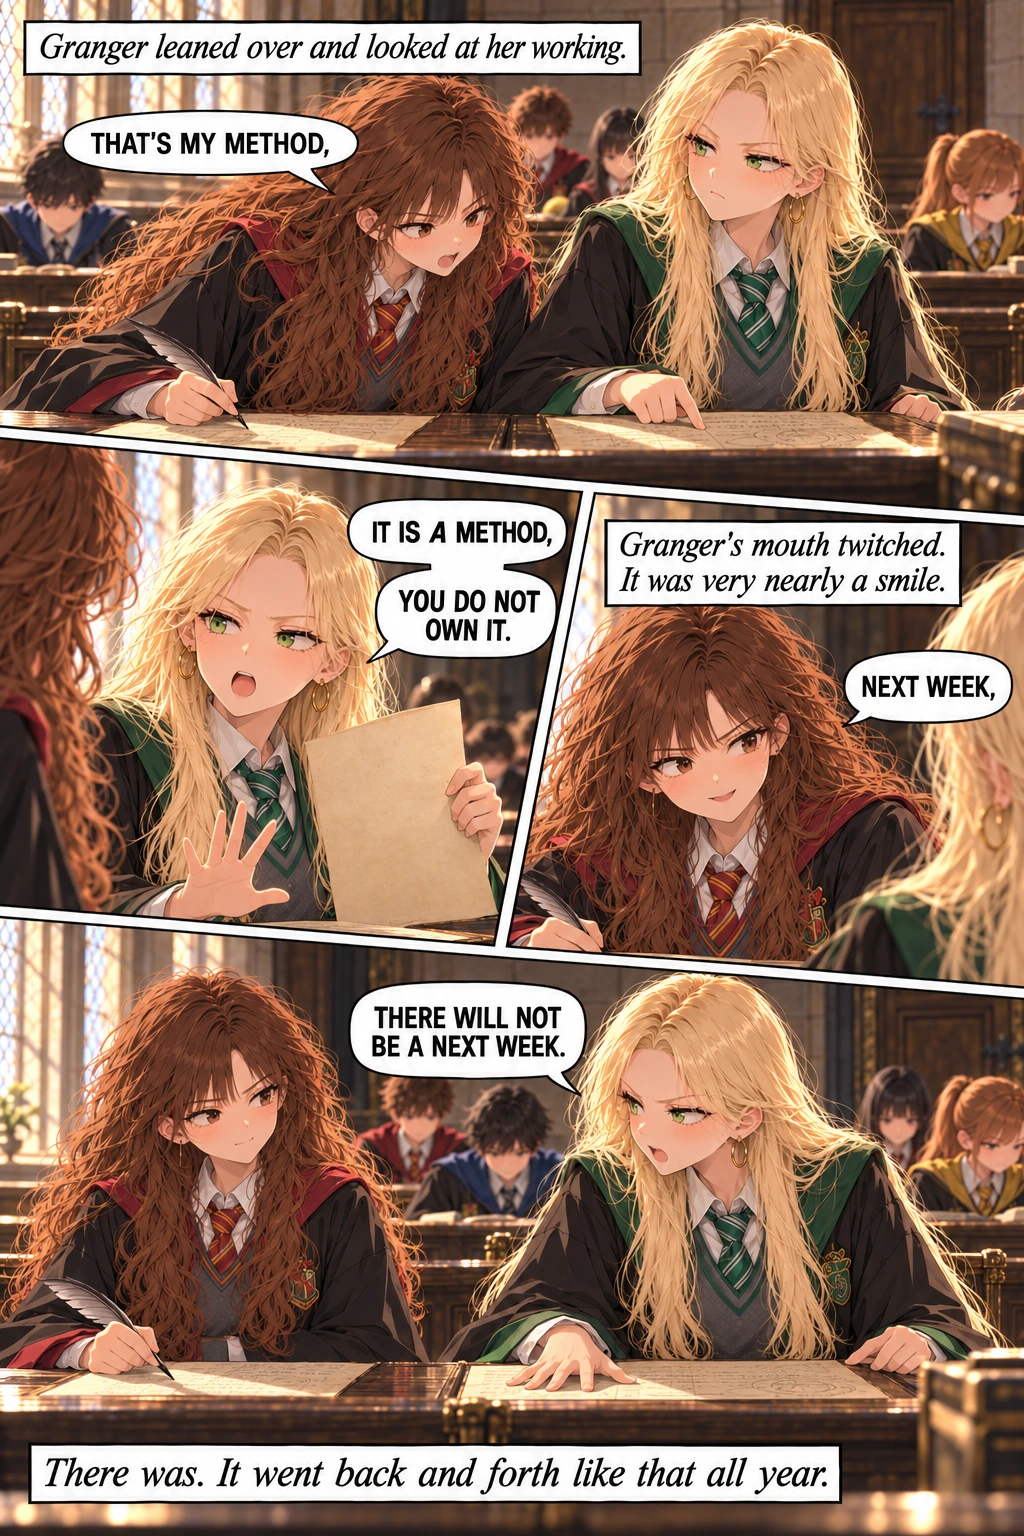 Granger leaned over and looked at her working.
THAT'S MY METHOD,
IT IS A METHOD,
YOU DO NOT
OWN IT.
Granger's mouth twitched.
It was very nearly a smile.
NEXT WEEK,
THERE WILL NOT
BE A NEXT WEEK.
There was. It went back and forth like that all year.